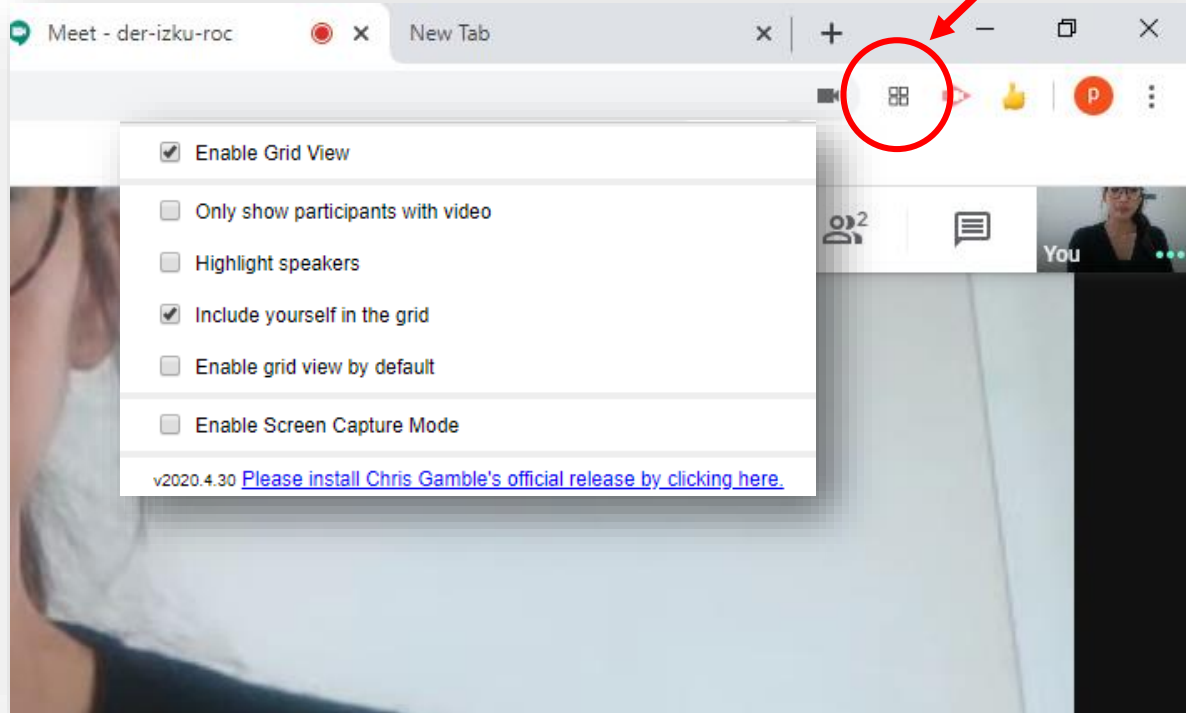 Meet - der-izku-roc
New Tab
P
Enable Grid View
Only show participants with video
Highlight speakers
Include yourself in the grid
Enable grid view by default
Enable Screen Capture Mode
v2020.4.30 Please install Chris Gamble's official release by clicking here.
2
You